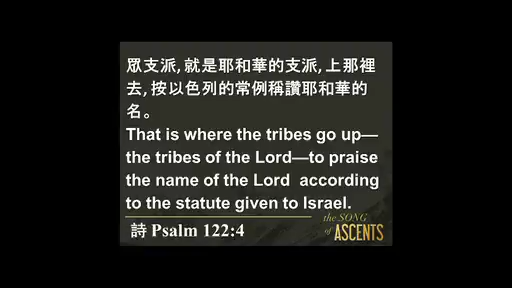 眾支派, 就是耶和華的支派, 上那裡
去, 按以色列的常例稱讚耶和華的
名。
That is where the tribes go up—
the tribes of the Lord—to praise
the name of the Lord  according
to the statute given to Israel.
詩 Psalm 122:4
the SONG
of ASCENTS